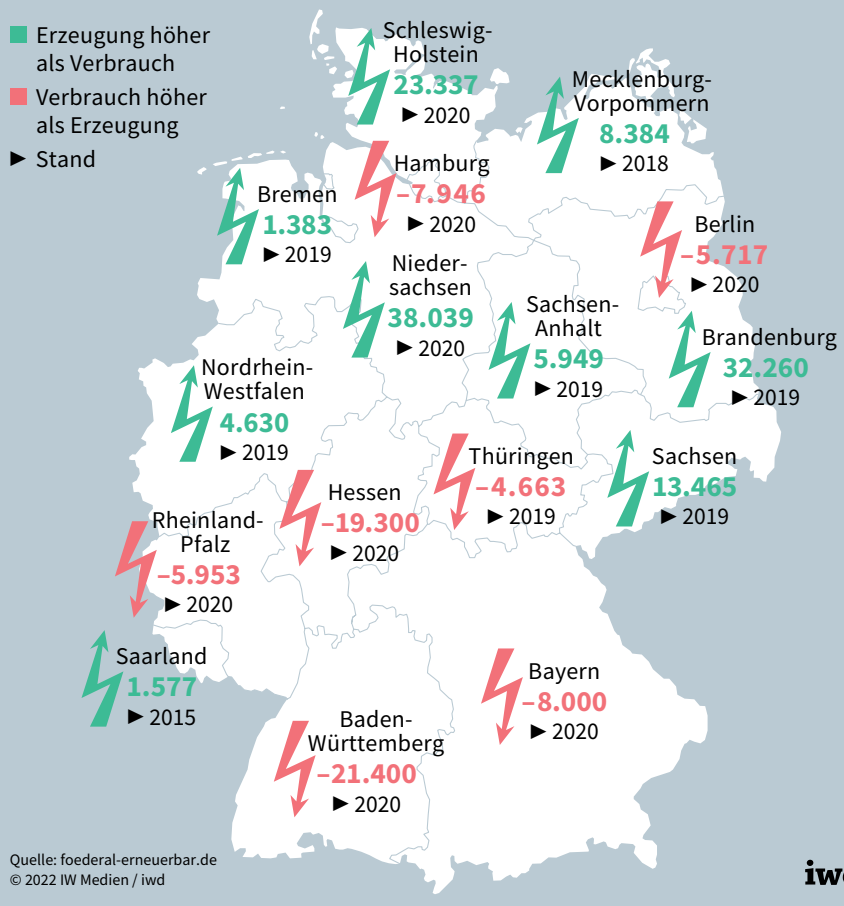 Erzeugung höher
als Verbrauch
Verbrauch höher
als Erzeugung
▶ Stand
Schleswig-
Holstein
23.337
▶ 2020
Mecklenburg-
Vorpommern
8.384
▶ 2018
Hamburg
–7.946
▶ 2020
Bremen
1.383
▶ 2019
Berlin
–5.717
▶ 2020
Nieder-
sachsen
38.039
▶ 2020
Sachsen-
Anhalt
5.949
▶ 2019
Brandenburg
32.260
▶ 2019
Nordrhein-
Westfalen
4.630
▶ 2019
Thüringen
–4.663
▶ 2019
Sachsen
13.465
▶ 2019
Hessen
–19.300
▶ 2020
Rheinland-
Pfalz
–5.953
▶ 2020
Saarland
1.577
▶ 2015
Bayern
–8.000
▶ 2020
Baden-
Württemberg
–21.400
▶ 2020
Quelle: foederal-erneuerbar.de
© 2022 IW Medien / iwd
iwd